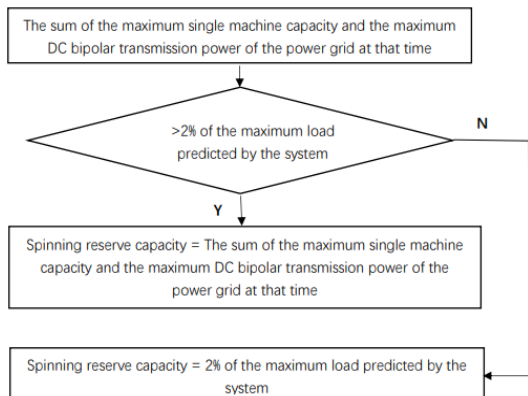 The sum of the maximum single machine capacity and the maximum
DC bipolar transmission power of the power grid at that time
>2% of the maximum load
predicted by the system
N
Y
Spinning reserve capacity = The sum of the maximum single machine
capacity and the maximum DC bipolar transmission power of the
power grid at that time
Spinning reserve capacity = 2% of the maximum load predicted by the
system